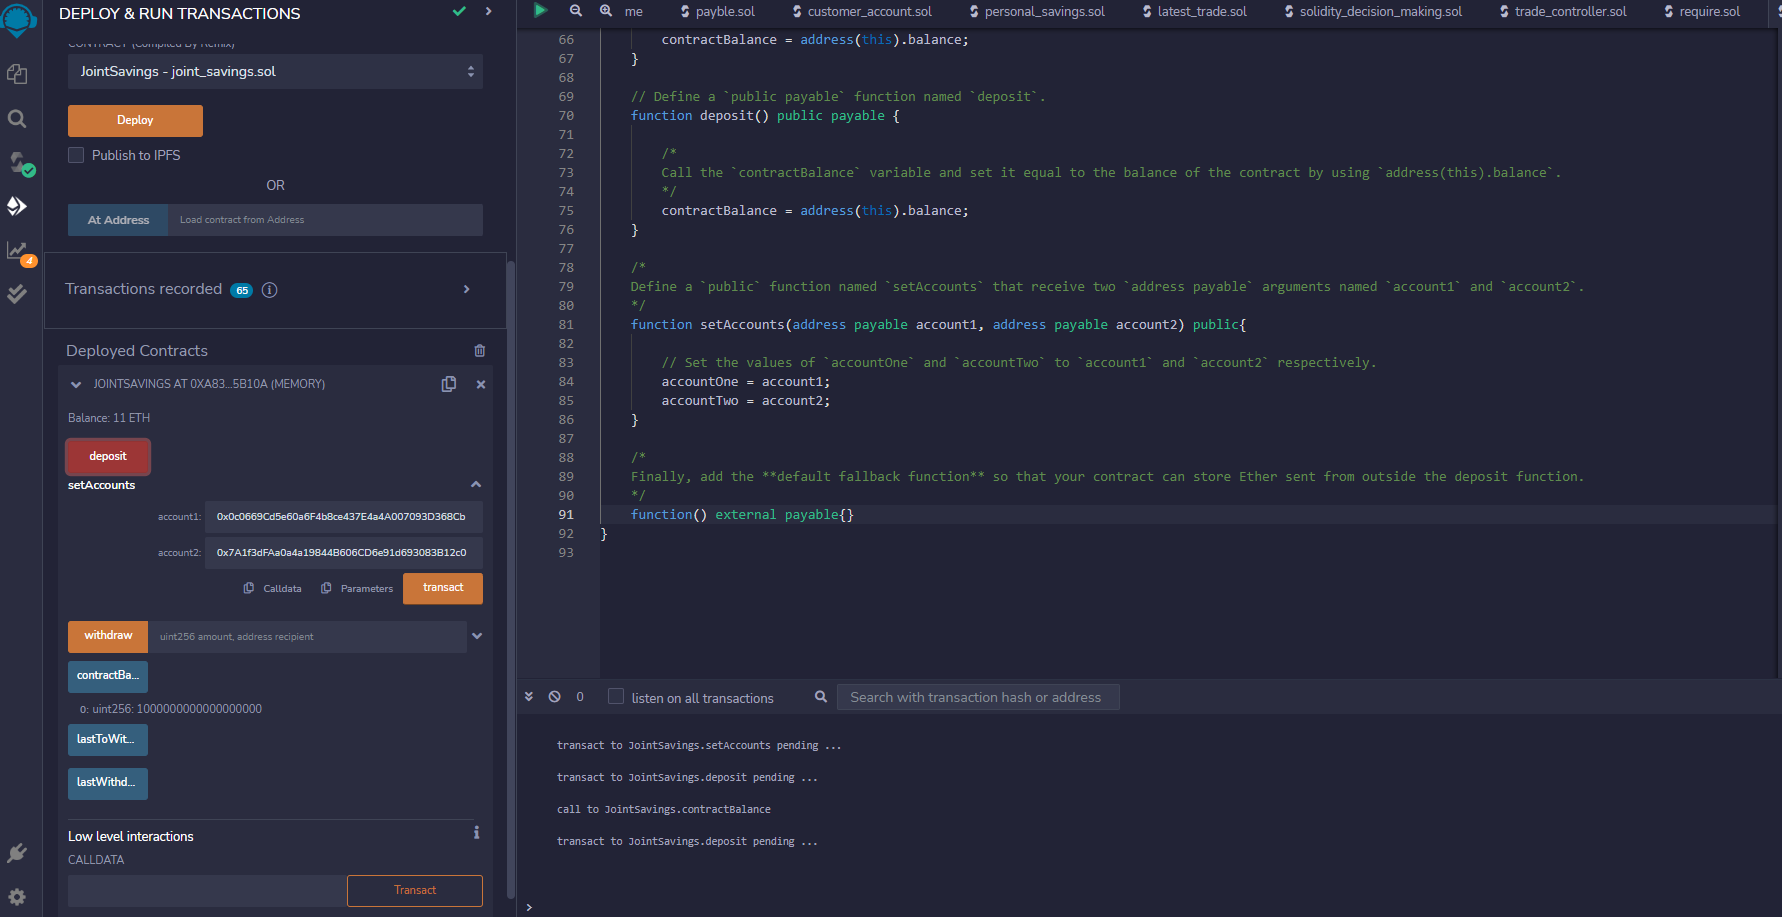 DEPLOY & RUN TRANSACTIONS
CONTRACT (Compiled By Remix)
JointSavings - joint_savings.sol
Deploy
Publish to IPFS
OR
At Address Load contract from Address
4
Transactions recorded 65 i
Deployed Contracts
JOINTSAVINGS AT 0XA83...5B10A (MEMORY)
Balance: 11 ETH
deposit
setAccounts
account1: 0x0c0669Cd5e60a6F4b8ce437E4a4A007093D368Cb
account2: 0x7A1f3dFAa0a4a19844B606CD6e91d693083B12c0
Calldata Parameters transact
withdraw uint256 amount, address recipient
contractBa...
0: uint256: 1000000000000000000
lastToWit...
lastWithd...
Low level interactions i
CALLDATA
Transact
me payble.sol customer_account.sol personal_savings.sol latest_trade.sol solidity_decision_making.sol trade_controller.sol require.sol
66 contractBalance = address(this).balance;
67 }
68
69 // Define a `public payable` function named `deposit`.
70 function deposit() public payable {
71
72 /*
73 Call the `contractBalance` variable and set it equal to the balance of the contract by using `address(this).balance`.
74 */
75 contractBalance = address(this).balance;
76 }
77
78 /*
79 Define a `public` function named `setAccounts` that receive two `address payable` arguments named `account1` and `account2`.
80 */
81 function setAccounts(address payable account1, address payable account2) public{
82
83 // Set the values of `accountOne` and `accountTwo` to `account1` and `account2` respectively.
84 accountOne = account1;
85 accountTwo = account2;
86 }
87
88 /*
89 Finally, add the **default fallback function** so that your contract can store Ether sent from outside the deposit function.
90 */
91 function() external payable{}
92 }
93
0 listen on all transactions Search with transaction hash or address
transact to JointSavings.setAccounts pending ...
transact to JointSavings.deposit pending ...
call to JointSavings.contractBalance
transact to JointSavings.deposit pending ...
>